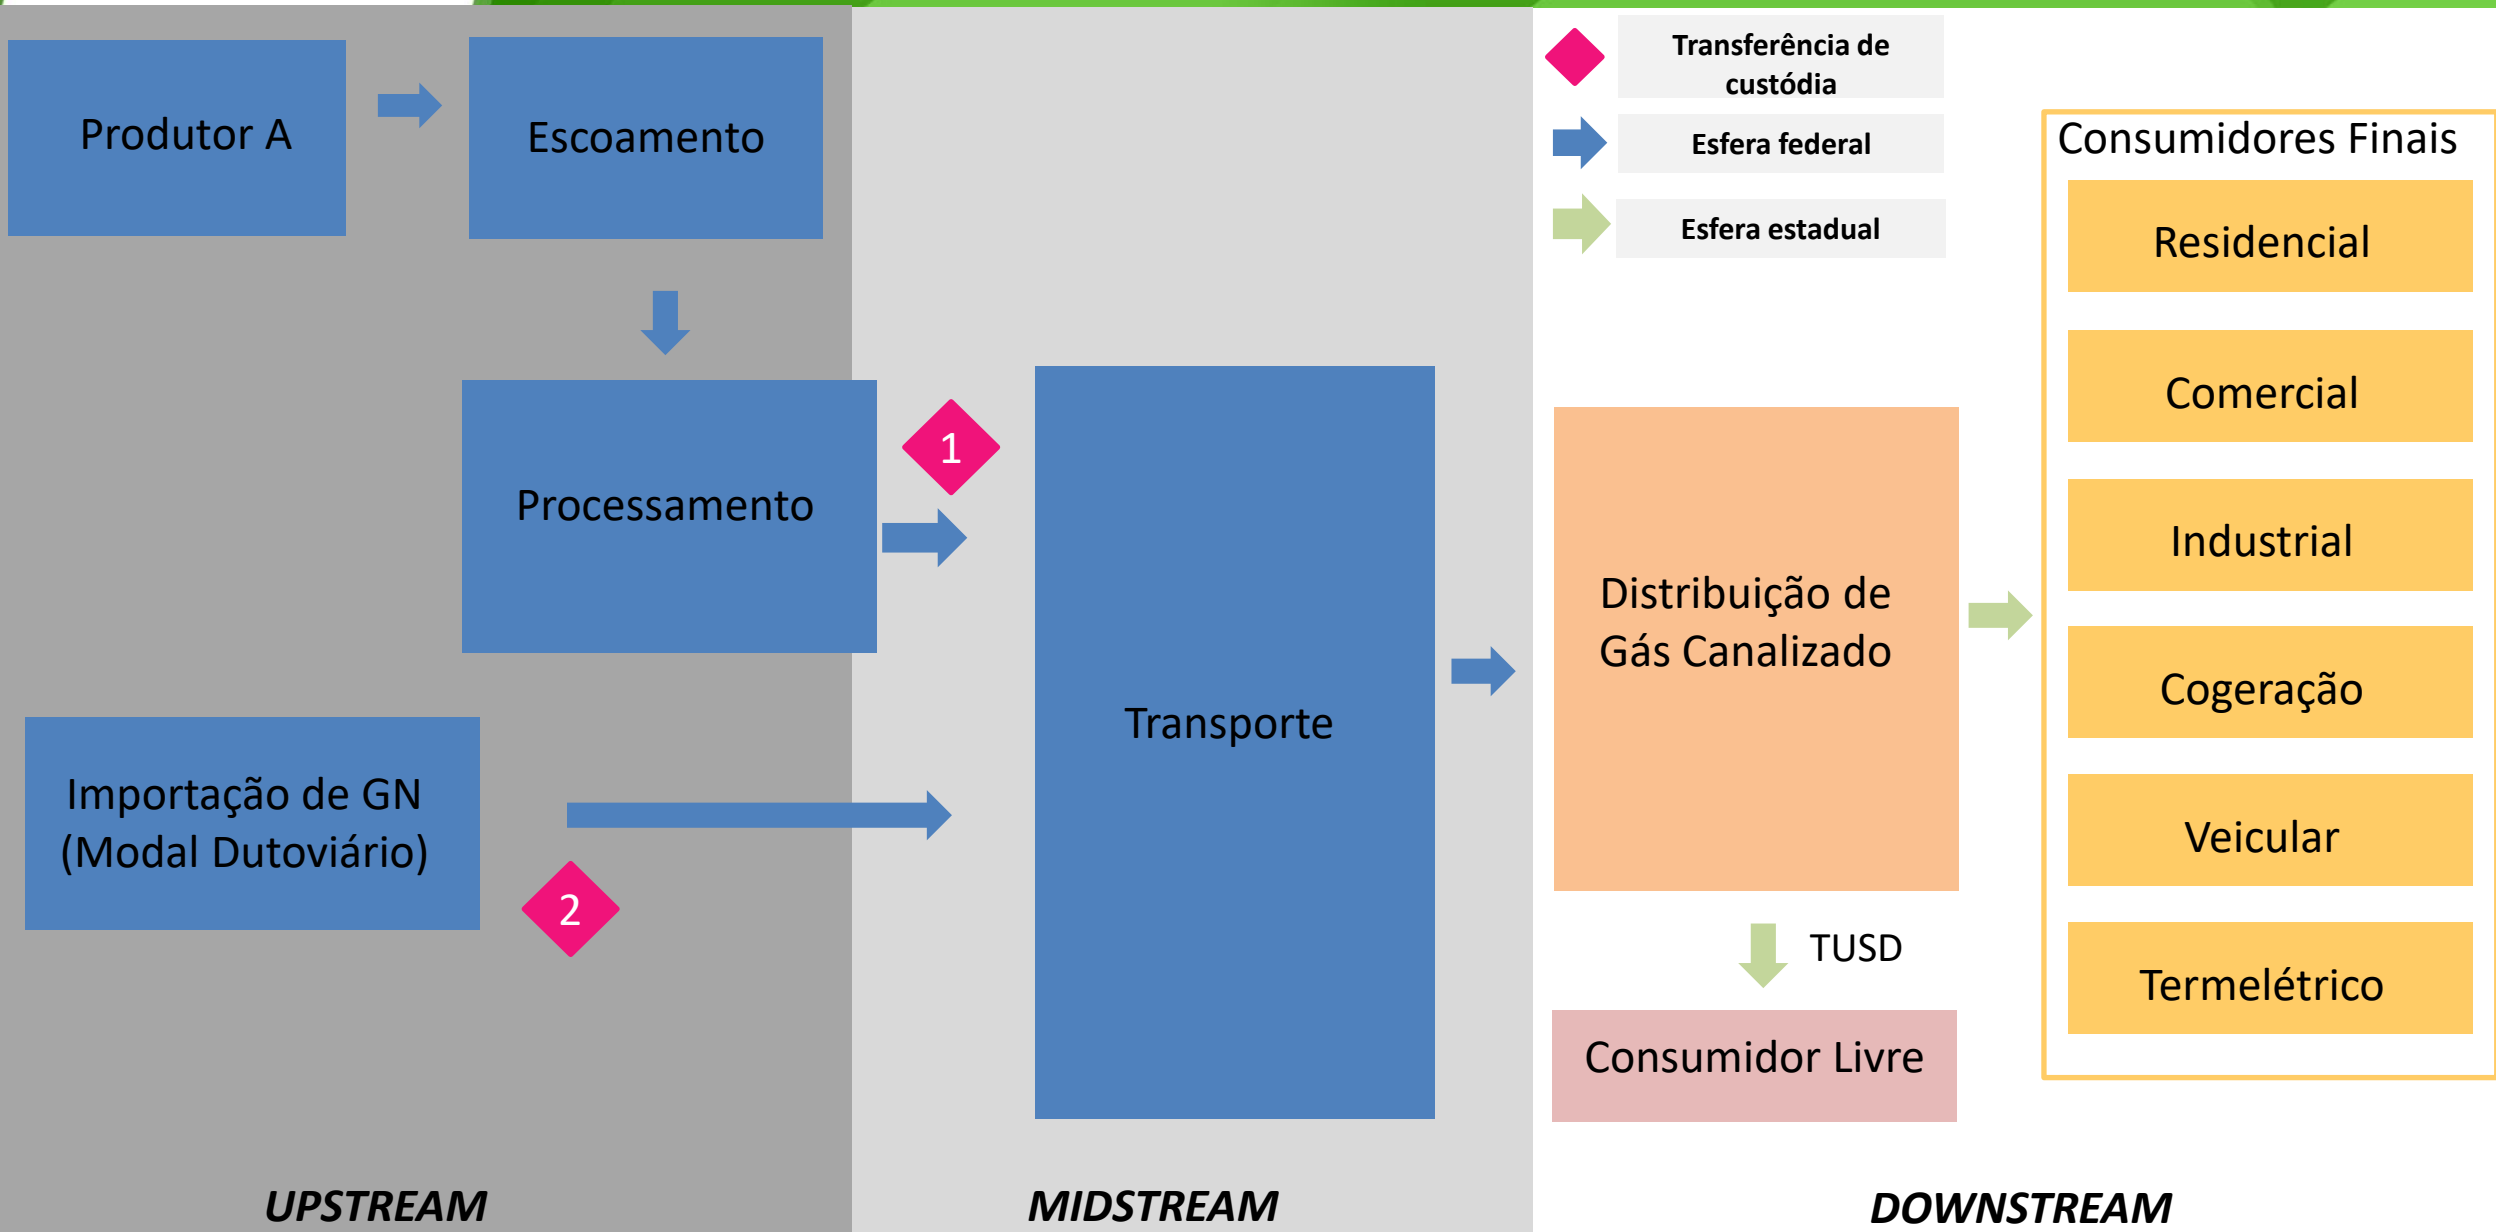 Produtor A
Escoamento
Processamento
1
Importação de GN
(Modal Dutoviário)
2
Transporte
Transferência de
custódia
Esfera federal
Esfera estadual
Distribuição de
Gás Canalizado
TUSD
Consumidor Livre
Consumidores Finais
Residencial
Comercial
Industrial
Cogeração
Veicular
Termelétrico
UPSTREAM
MIDSTREAM
DOWNSTREAM